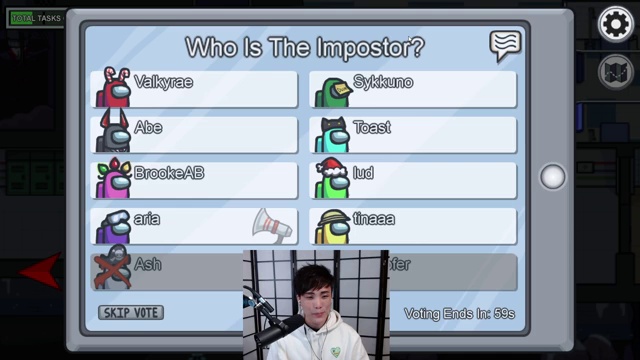 TOTAL TASKS
Who Is The Impostor?
Valkyrae
Sykkuno
Abe
Toast
BrookeAB
lud
aria
tinaaa
Ash
SKIP VOTE
Voting Ends In: 59s